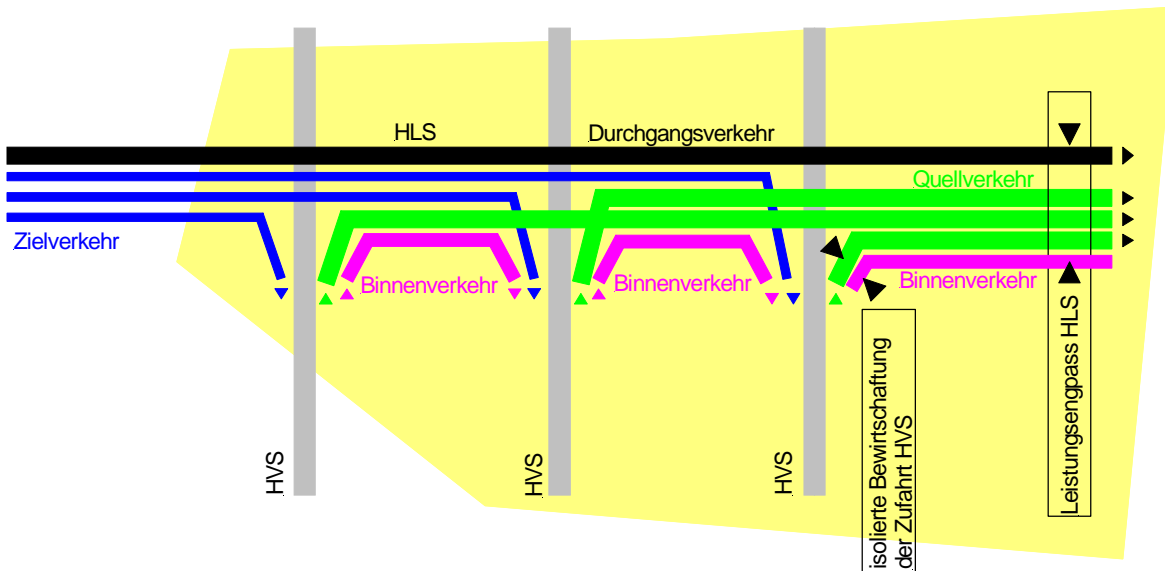 HLS
Durchgangsverkehr
Quellverkehr
Zielverkehr
Binnenverkehr
Binnenverkehr
Binnenverkehr
HVS
HVS
HVS
isolierte Bewirtschaftung
der Zufahrt HVS
Leistungsengpass HLS